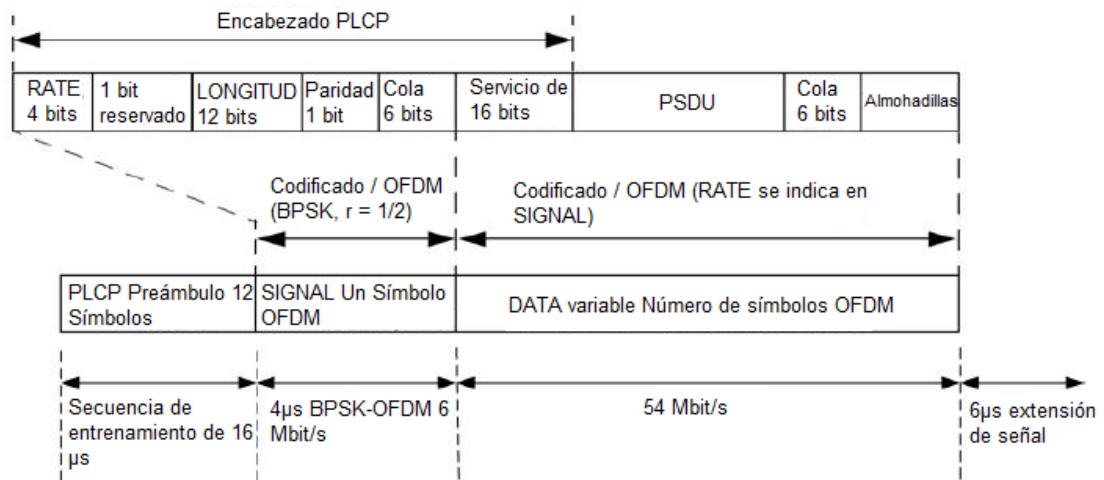 Encabezado PLCP
RATE,
4 bits
1 bit
reservado
LONGITUD
12 bits
Paridad
1 bit
Cola
6 bits
Servicio de
16 bits
PSDU
Cola
6 bits
Almohadillas
Codificado / OFDM
(BPSK, r = 1/2)
Codificado / OFDM (RATE se indica en
SIGNAL)
PLCP Preámbulo 12
Símbolos
SIGNAL Un Símbolo
OFDM
DATA variable Número de símbolos OFDM
Secuencia de
entrenamiento de 16
µs
4µs BPSK-OFDM 6
Mbit/s
54 Mbit/s
6µs extensión
de señal